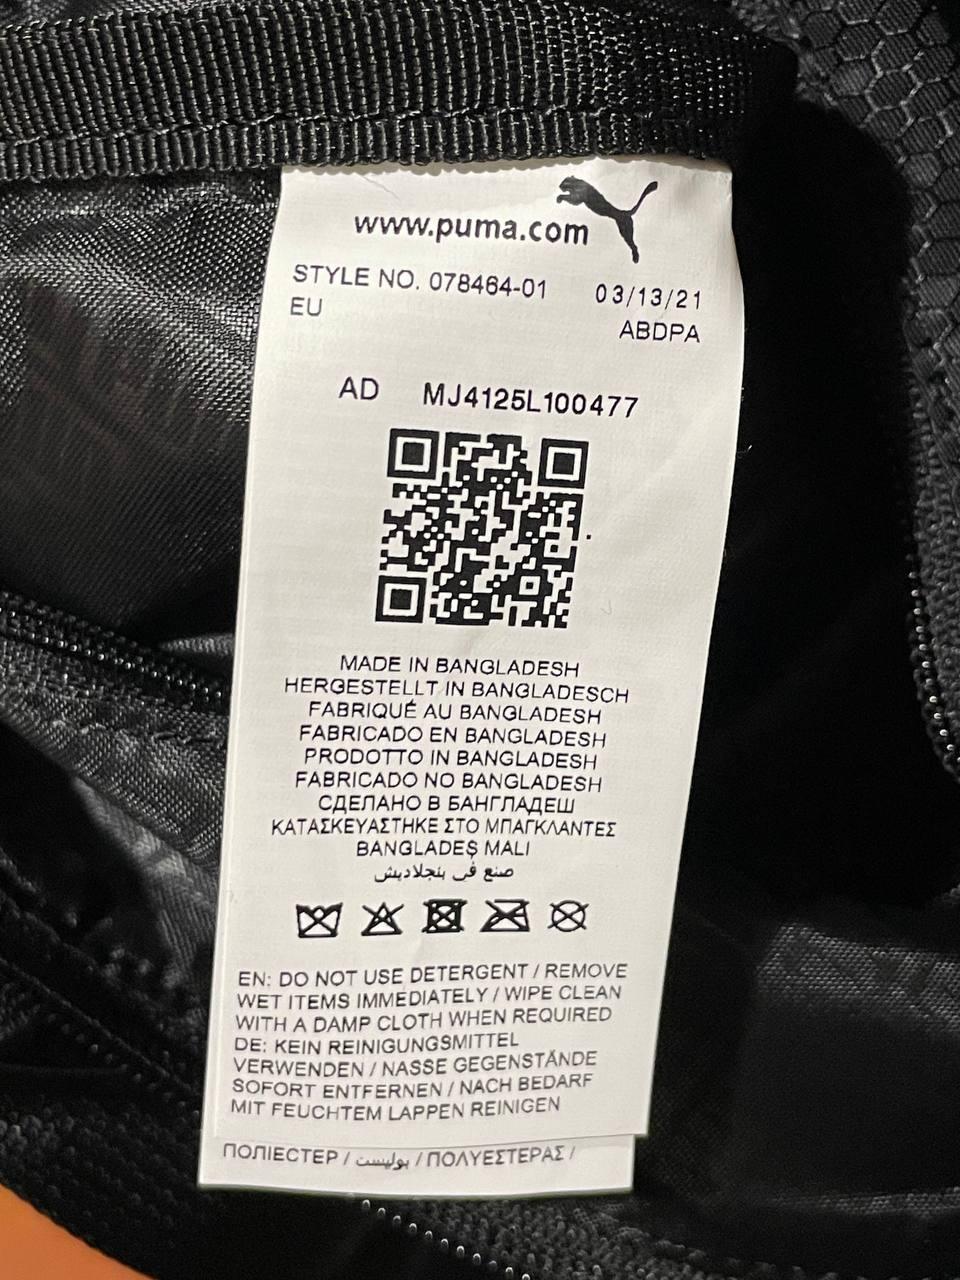 www.puma.com
STYLE NO. 078464-01 03/13/21
EU ABDPA
AD MJ4125L100477
MADE IN BANGLADESH
HERGESTELLT IN BANGLADESCH
FABRIQUÉ AU BANGLADESH
FABRICADO EN BANGLADESH
PRODOTTO IN BANGLADESH
FABRICADO NO BANGLADESH
СДЕЛАНО В БАНГЛАДЕШ
ΚΑΤΑΣΚΕΥΑΣΤΗΚΕ ΣΤΟ ΜΠΑΓΚΛΑΝΤΕΣ
BANGLADEŞ MALI
صنع في بنجلاديش
EN: DO NOT USE DETERGENT / REMOVE
WET ITEMS IMMEDIATELY / WIPE CLEAN
WITH A DAMP CLOTH WHEN REQUIRED
DE: KEIN REINIGUNGSMITTEL
VERWENDEN / NASSE GEGENSTÄNDE
SOFORT ENTFERNEN / NACH BEDARF
MIT FEUCHTEM LAPPEN REINIGEN
ПОЛІЕСТЕР / بوليست / ΠΟΛΥΕΣΤΕΡΑΣ /